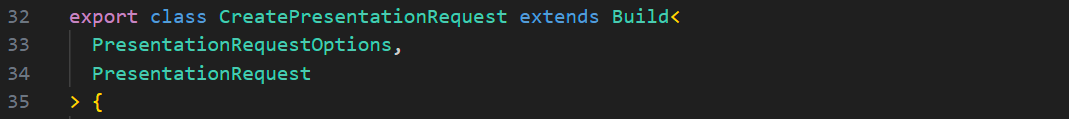 32 export class CreatePresentationRequest extends Build<
33 PresentationRequestOptions,
34 PresentationRequest
35 > {